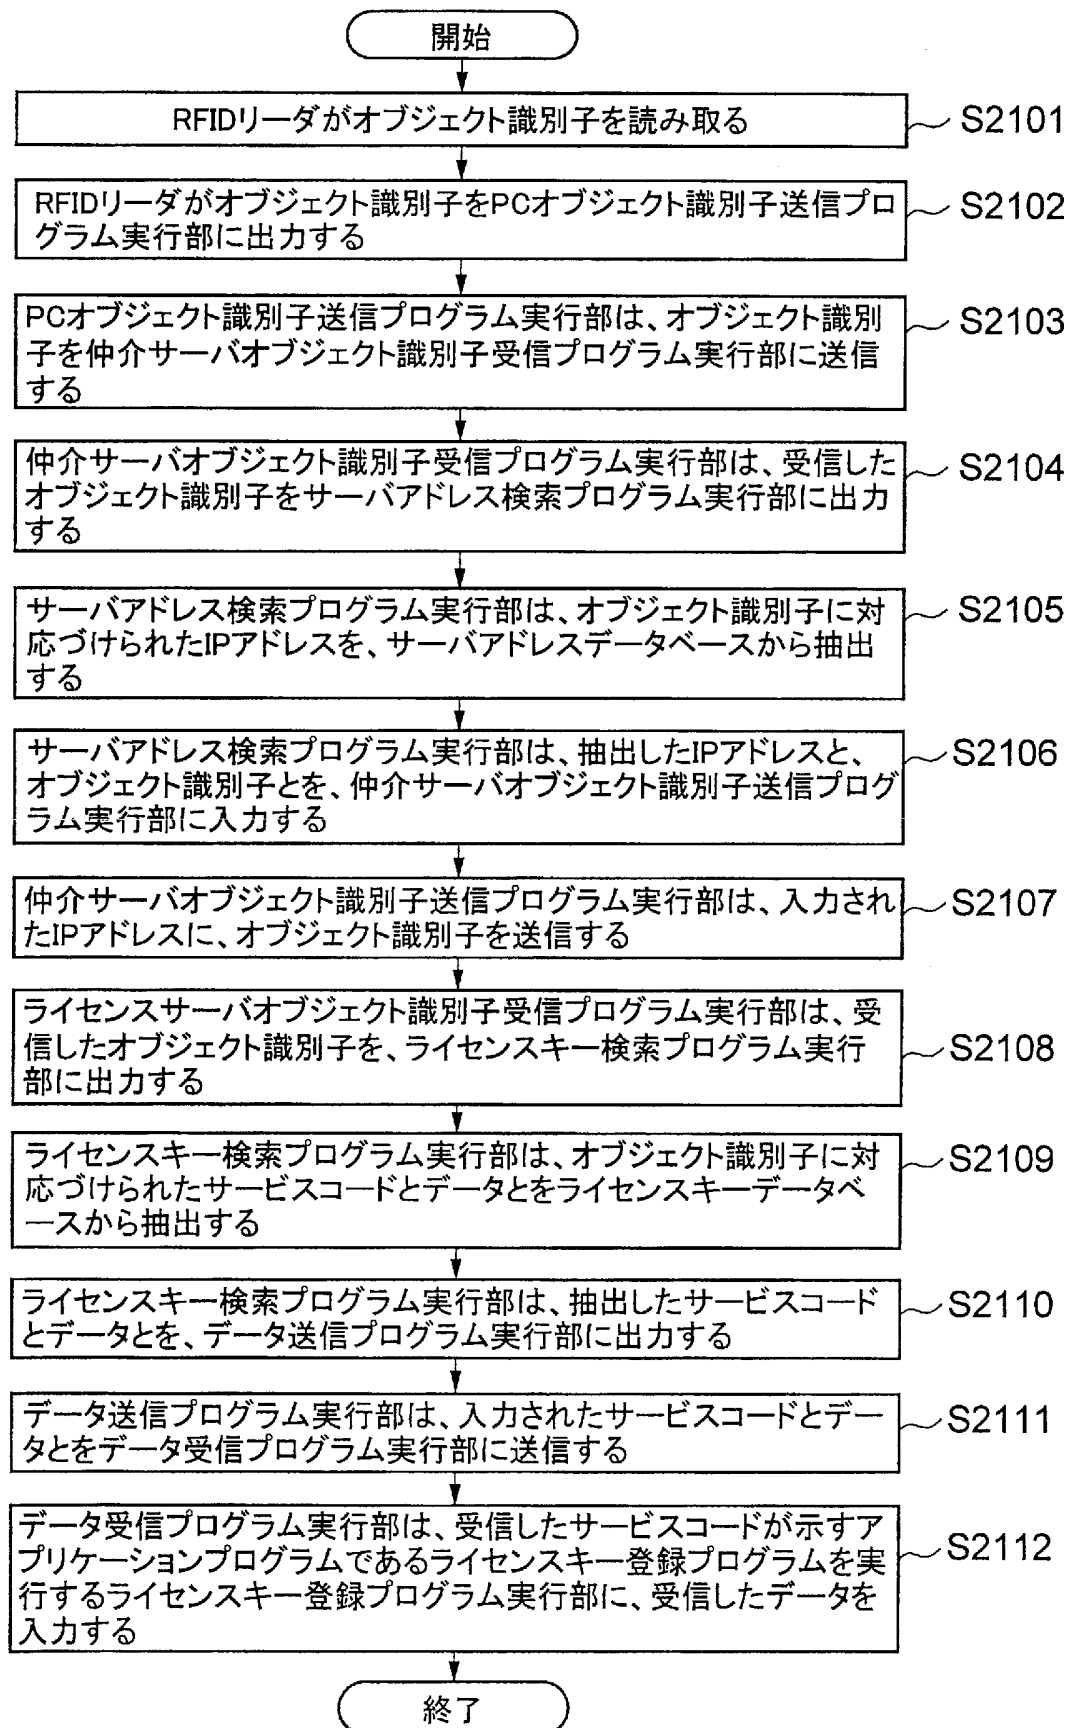 開始
RFIDリーダがオブジェクト識別子を読み取る
S2101
RFIDリーダがオブジェクト識別子をPCオブジェクト識別子送信プロ
グラム実行部に出力する
S2102
PCオブジェクト識別子送信プログラム実行部は、オブジェクト識別
子を仲介サーバオブジェクト識別子受信プログラム実行部に送信
する
S2103
仲介サーバオブジェクト識別子受信プログラム実行部は、受信した
オブジェクト識別子をサーバアドレス検索プログラム実行部に出力
する
S2104
サーバアドレス検索プログラム実行部は、オブジェクト識別子に対
応づけられたIPアドレスを、サーバアドレスデータベースから抽出
する
S2105
サーバアドレス検索プログラム実行部は、抽出したIPアドレスと、
オブジェクト識別子とを、仲介サーバオブジェクト識別子送信プログ
ラム実行部に入力する
S2106
仲介サーバオブジェクト識別子送信プログラム実行部は、入力され
たIPアドレスに、オブジェクト識別子を送信する
S2107
ライセンスサーバオブジェクト識別子受信プログラム実行部は、受
信したオブジェクト識別子を、ライセンスキー検索プログラム実行
部に出力する
S2108
ライセンスキー検索プログラム実行部は、オブジェクト識別子に対
応づけられたサービスコードとデータとをライセンスキーデータベ
ースから抽出する
S2109
ライセンスキー検索プログラム実行部は、抽出したサービスコード
とデータとを、データ送信プログラム実行部に出力する
S2110
データ送信プログラム実行部は、入力されたサービスコードとデー
タとをデータ受信プログラム実行部に送信する
S2111
データ受信プログラム実行部は、受信したサービスコードが示すア
プリケーションプログラムであるライセンスキー登録プログラムを実
行するライセンスキー登録プログラム実行部に、受信したデータを
入力する
S2112
終了